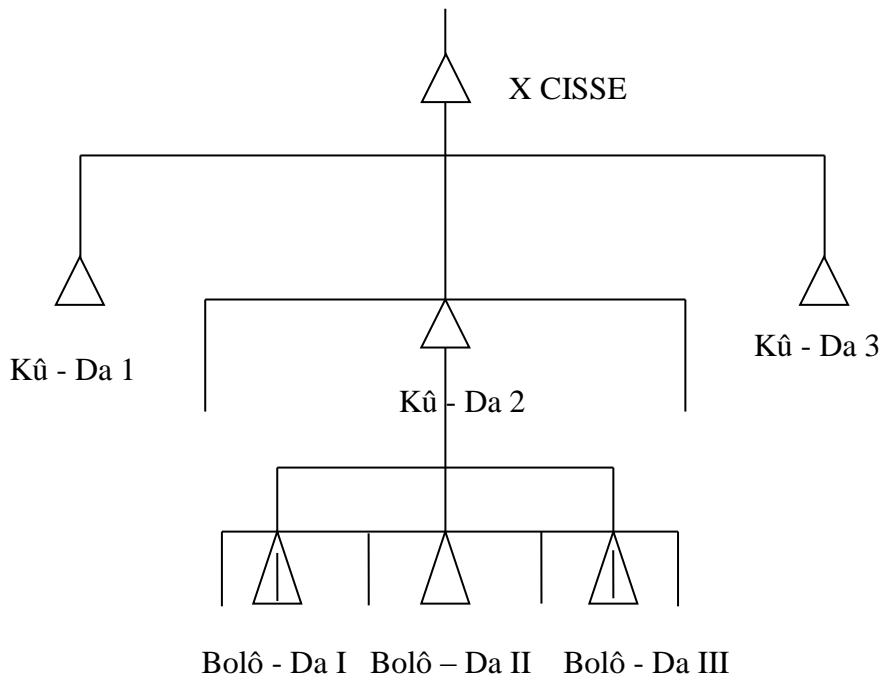 X CISSE
Kû - Da 1
Kû - Da 2
Kû - Da 3
Bolô - Da I
Bolô – Da II
Bolô - Da III